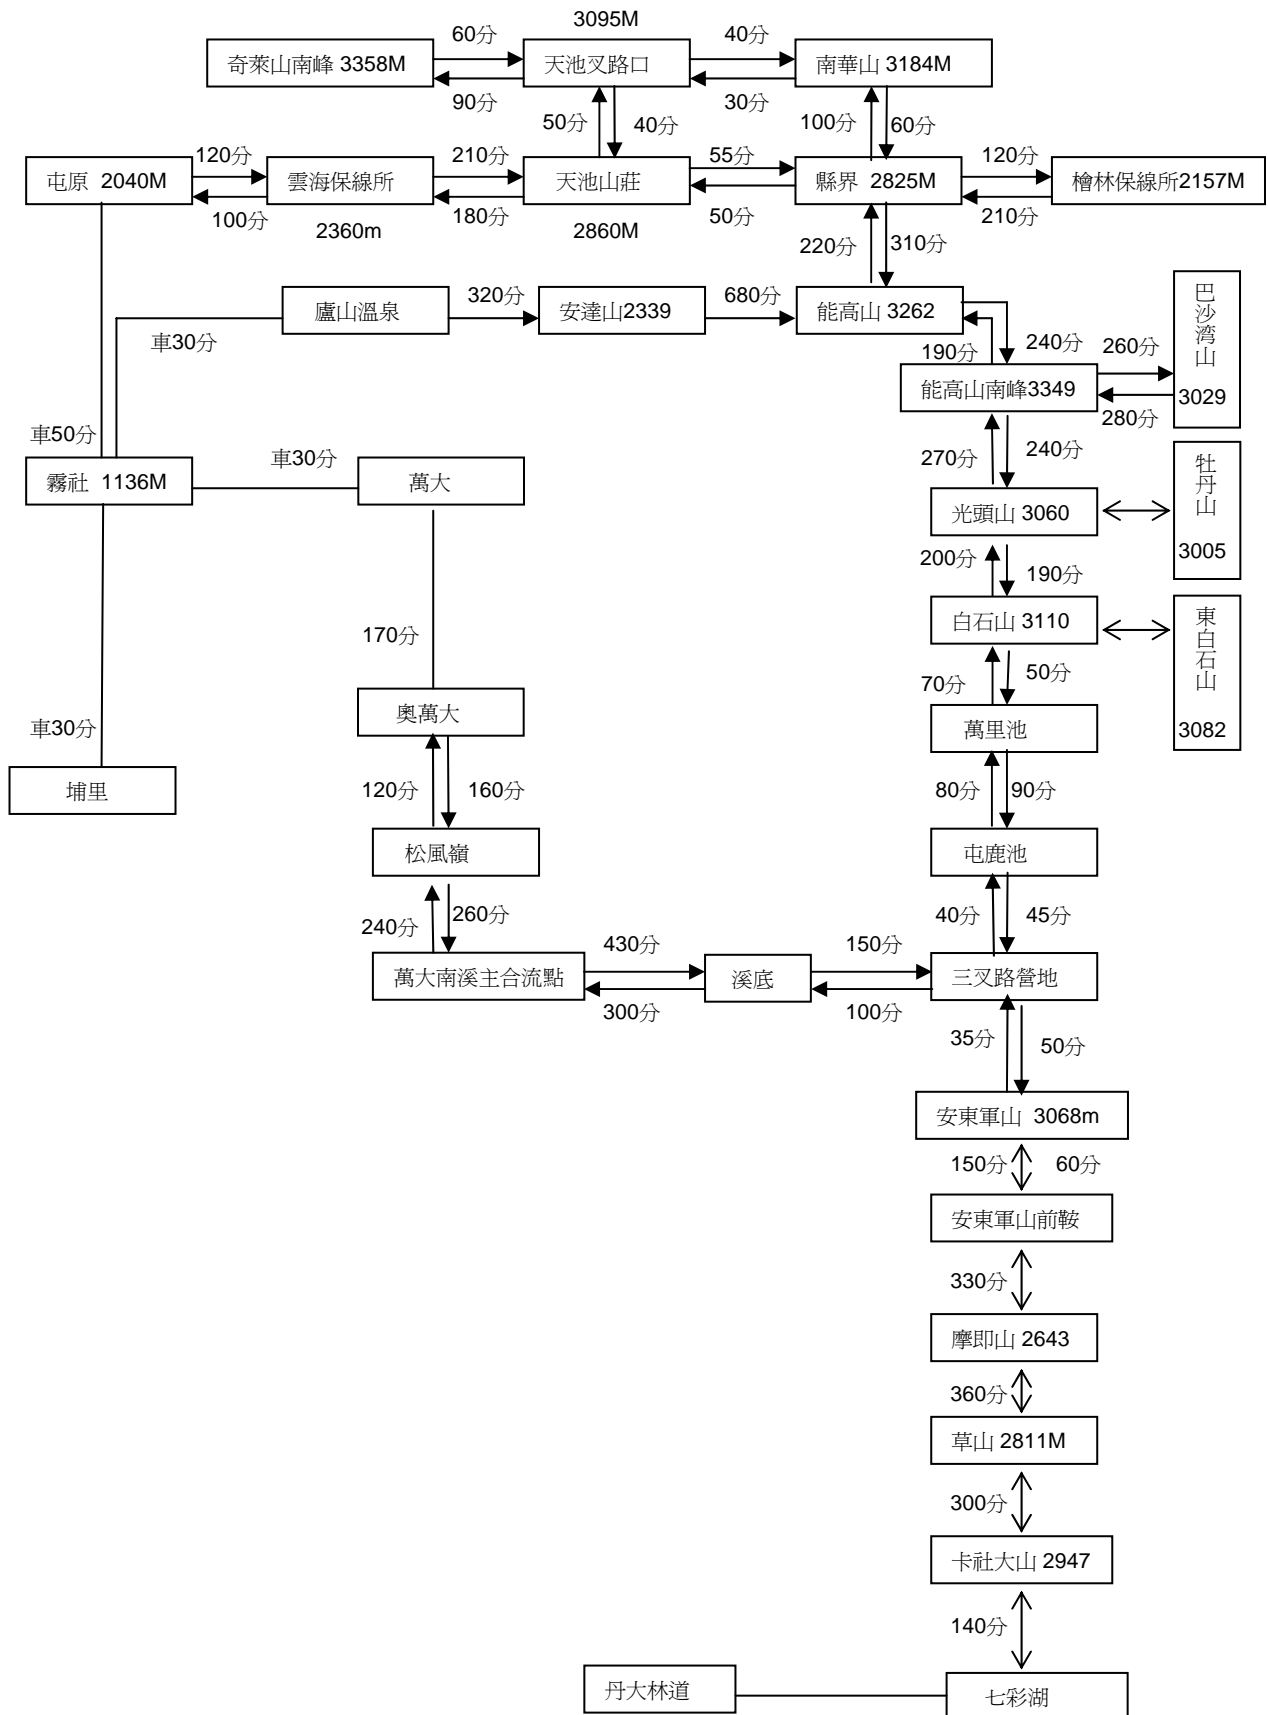 3095M
60分
40分
奇萊山南峰 3358M
天池叉路口
南華山 3184M
90分
30分
50分
40分
100分
60分
120分
210分
55分
120分
屯原 2040M
雲海保線所
天池山莊
縣界 2825M
檜林保線所2157M
100分
180分
50分
210分
2360m
2860M
220分
310分
廬山溫泉
320分
安達山2339
680分
能高山 3262
巴沙湾山
3029
車30分
190分
240分
260分
能高山南峰3349
280分
車50分
車30分
270分
240分
霧社 1136M
萬大
牡丹山
3005
光頭山 3060
200分
190分
170分
白石山 3110
東白石山
3082
70分
50分
奧萬大
萬里池
車30分
埔里
120分
160分
80分
90分
松風嶺
屯鹿池
240分
260分
40分
45分
430分
150分
萬大南溪主合流點
溪底
三叉路營地
300分
100分
35分
50分
安東軍山 3068m
150分
60分
安東軍山前鞍
330分
摩即山 2643
360分
草山 2811M
300分
卡社大山 2947
140分
丹大林道
七彩湖